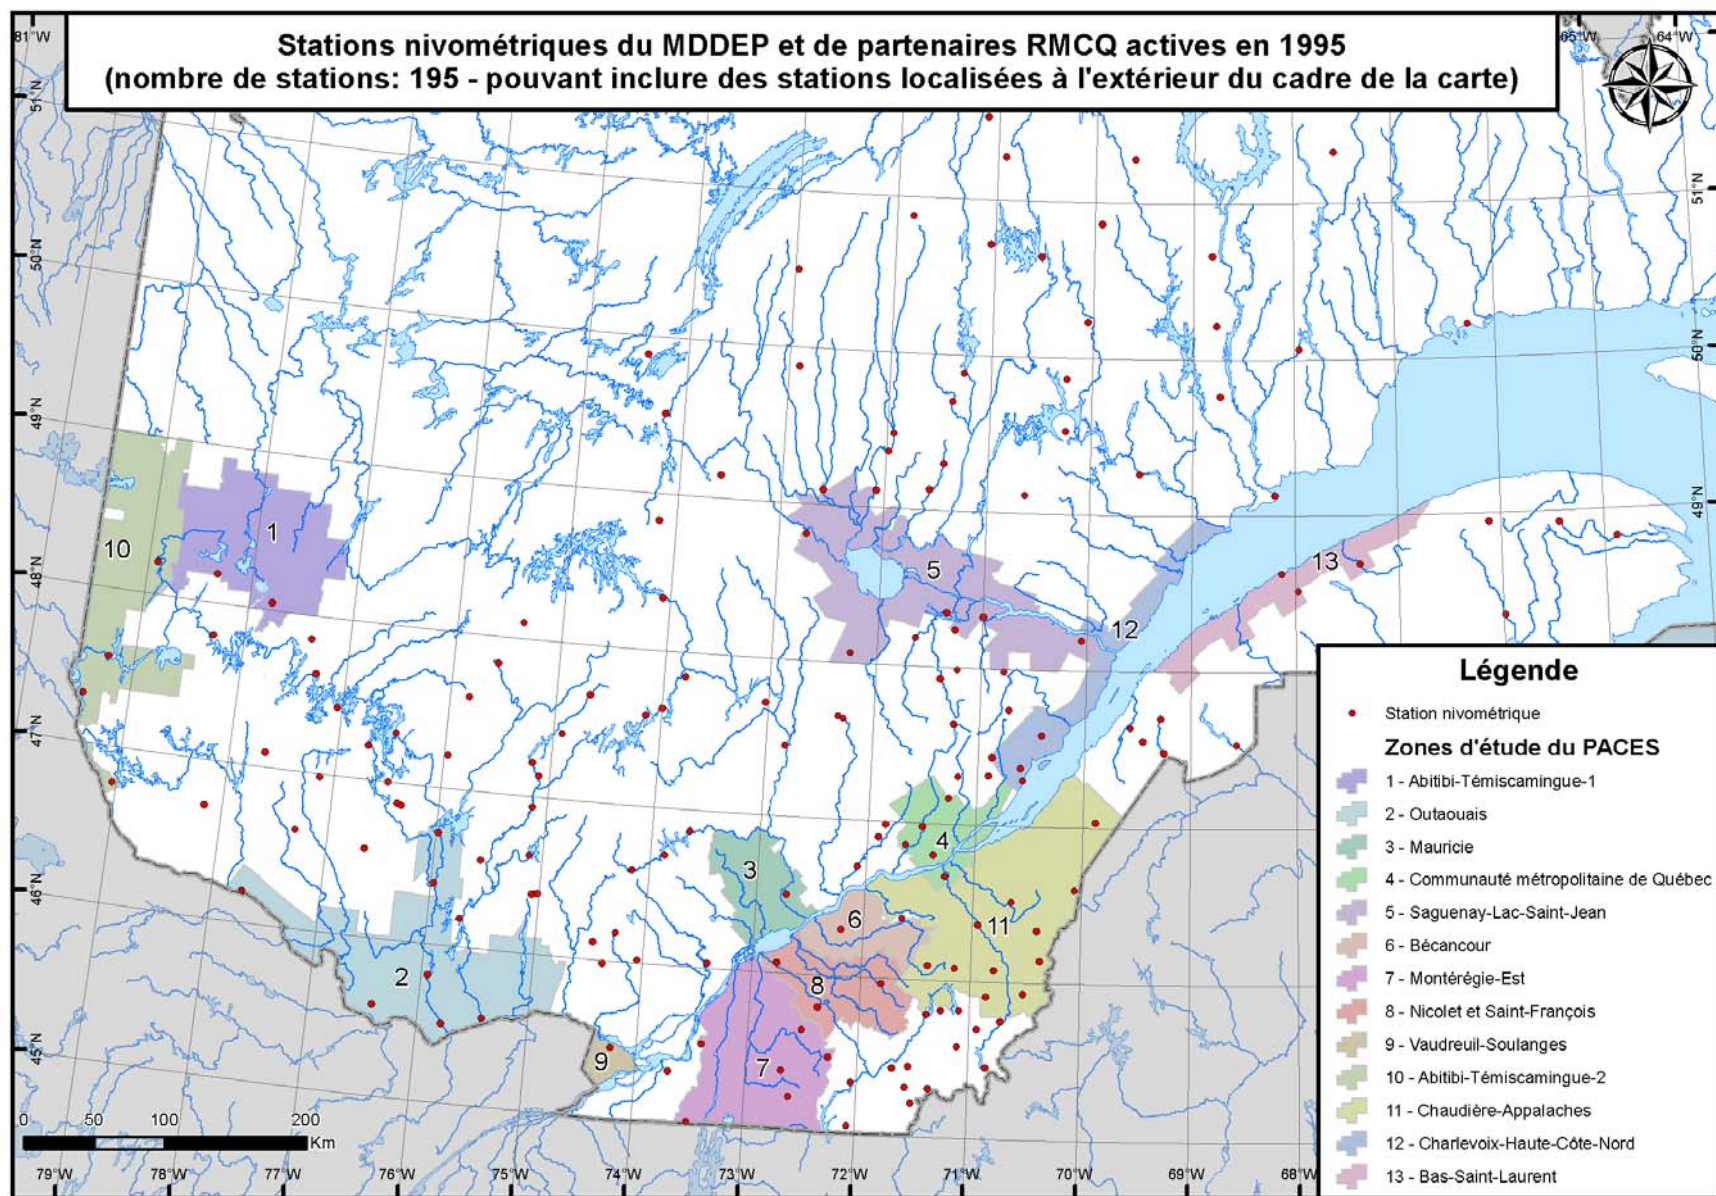 Stations nivométriques du MDDEP et de partenaires RMCQ actives en 1995
(nombre de stations: 195 - pouvant inclure des stations localisées à l'extérieur du cadre de la carte)
81°W
65°W
64°W
51°N
50°N
49°N
48°N
47°N
46°N
45°N
51°N
50°N
49°N
1
10
5
13
12
3
4
6
11
2
8
9
7
Légende
Station nivométrique
Zones d'étude du PACES
1 - Abitibi-Témiscamingue-1
2 - Outaouais
3 - Mauricie
4 - Communauté métropolitaine de Québec
5 - Saguenay-Lac-Saint-Jean
6 - Bécancour
7 - Montérégie-Est
8 - Nicolet et Saint-François
9 - Vaudreuil-Soulanges
10 - Abitibi-Témiscamingue-2
11 - Chaudière-Appalaches
12 - Charlevoix-Haute-Côte-Nord
13 - Bas-Saint-Laurent
0 50 100 200
Km
79°W 78°W 77°W 76°W 75°W 74°W 73°W 72°W 71°W 70°W 69°W 68°W